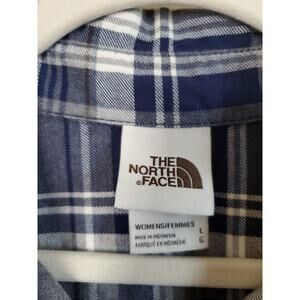 THE
NORTH
FACE
WOMENS/FEMMES L
MADE IN INDONESIA G
FABRIQUÉ EN INDONÉSIE